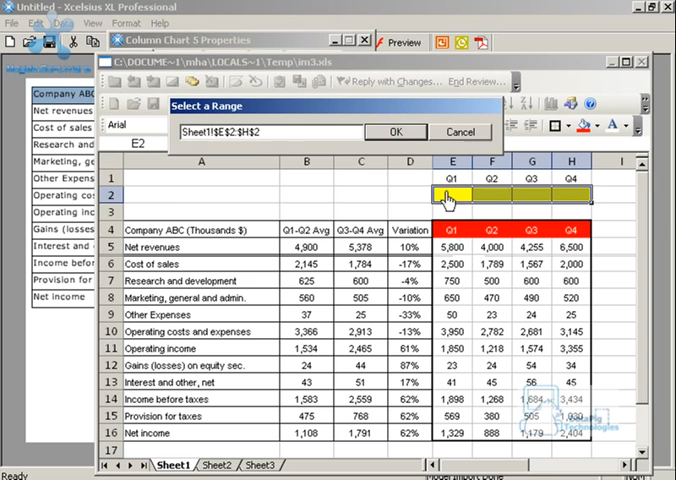 Untitled - Xcelsius XL Professional
File Edit View Format Help
Column Chart 5 Properties
Preview
C:\DOCUME~1\mha\LOCALS~1\Temp\im3.xls
Reply with Changes... End Review...
Select a Range
Sheet1!$E$2:$H$2
OK Cancel
Arial
E2
A B C D E F G H I
1 Q1 Q2 Q3 Q4
2
3
4 Company ABC (Thousands $) Q1-Q2 Avg Q3-Q4 Avg Variation Q1 Q2 Q3 Q4
5 Net revenues 4,900 5,378 10% 5,800 4,000 4,255 6,500
6 Cost of sales 2,145 1,784 -17% 2,500 1,789 1,567 2,000
7 Research and development 625 600 -4% 750 500 600 600
8 Marketing, general and admin. 560 505 -10% 650 470 490 520
9 Other Expenses 37 25 -33% 50 23 24 25
10 Operating costs and expenses 3,366 2,913 -13% 3,950 2,782 2,681 3,145
11 Operating income 1,534 2,465 61% 1,850 1,218 1,574 3,355
12 Gains (losses) on equity sec. 24 44 87% 23 24 54 34
13 Interest and other, net 43 51 17% 41 45 56 45
14 Income before taxes 1,583 2,559 62% 1,898 1,268 1,684 3,434
15 Provision for taxes 475 768 62% 569 380 505 1,030
16 Net income 1,108 1,791 62% 1,329 888 1,179 2,404
17
DataPig
Technologies
Sheet1 Sheet2 Sheet3
Company ABC
Net revenues
Cost of sales
Research and
Marketing, ge
Other Expens
Operating cos
Operating inc
Gains (losses
Interest and
Income befor
Provision for
Net income
Ready
Model Import Done